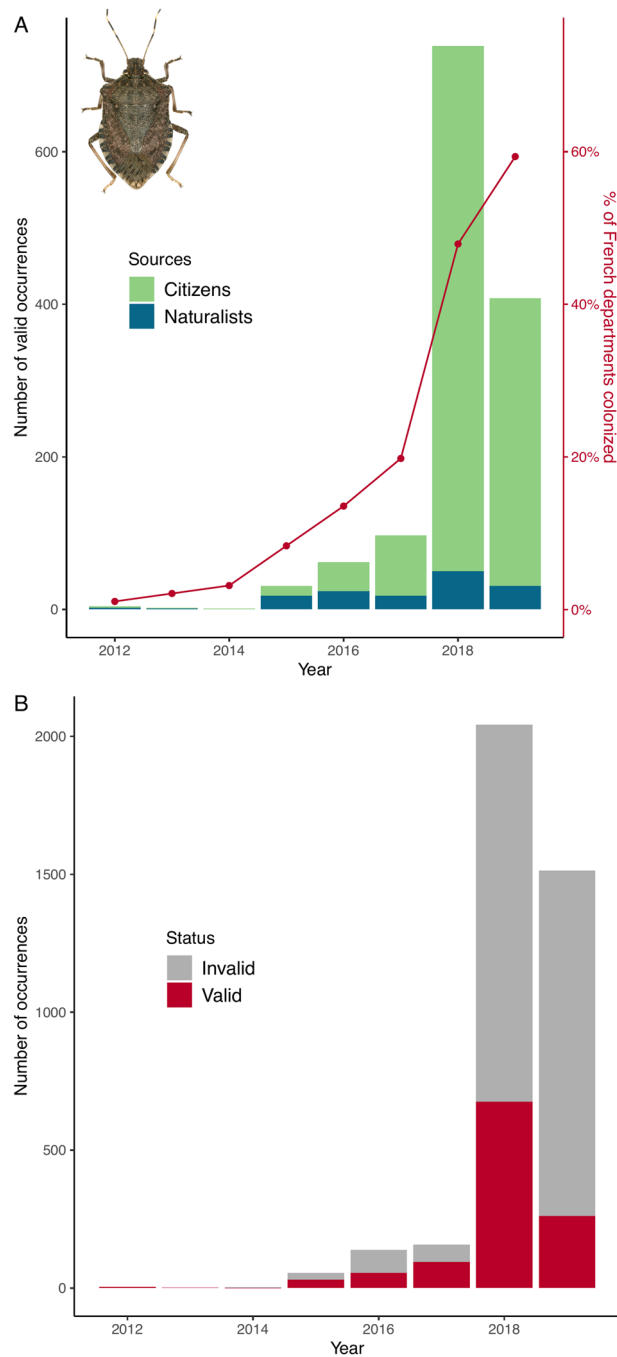 A
Number of valid occurrences
600
400
200
0
Sources
Citizens
Naturalists
60%
40%
20%
0%
% of French departments colonized
2012
2014
2016
2018
Year
B
Number of occurrences
2000
1500
1000
500
0
Status
Invalid
Valid
2012
2014
2016
2018
Year